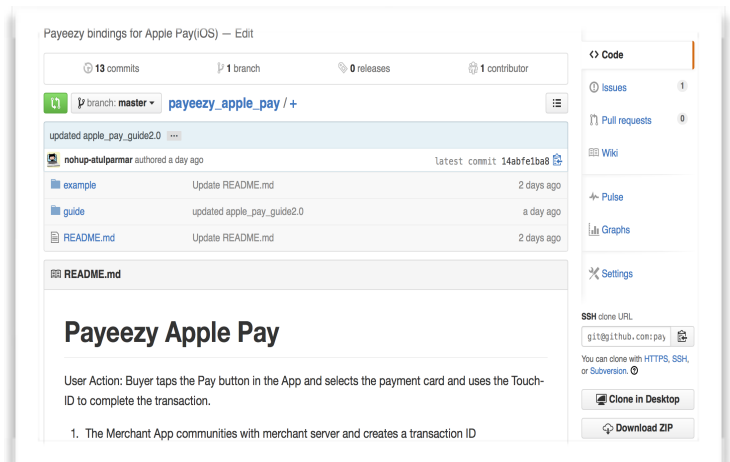 Payeezy bindings for Apple Pay(iOS) — Edit
13 commits
1 branch
0 releases
1 contributor
branch: master
payeezy_apple_pay / +
updated apple_pay_guide2.0 ...
nohup-atulparmar authored a day ago
latest commit 14abfe1ba8
example Update README.md 2 days ago
guide updated apple_pay_guide2.0 a day ago
README.md Update README.md 2 days ago
README.md
Payeezy Apple Pay
User Action: Buyer taps the Pay button in the App and selects the payment card and uses the Touch-
ID to complete the transaction.
1. The Merchant App communities with merchant server and creates a transaction ID
<> Code
Issues 1
Pull requests 0
Wiki
Pulse
Graphs
Settings
SSH clone URL
git@github.com:pay
You can clone with HTTPS, SSH,
or Subversion.
Clone in Desktop
Download ZIP